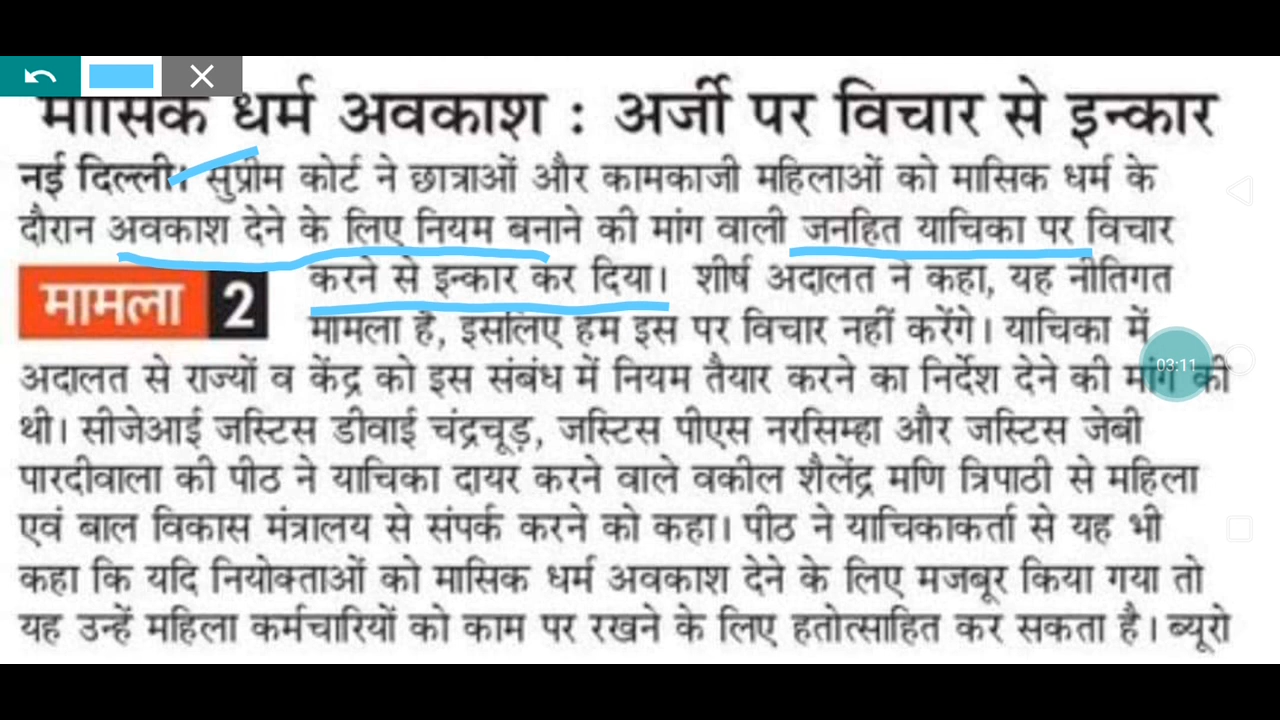 मासिक धर्म अवकाश : अर्जी पर विचार से इन्कार
नई दिल्ली। सुप्रीम कोर्ट ने छात्राओं और कामकाजी महिलाओं को मासिक धर्म के
दौरान अवकाश देने के लिए नियम बनाने की मांग वाली जनहित याचिका पर विचार
मामला 2
करने से इन्कार कर दिया। शीर्ष अदालत ने कहा, यह नीतिगत
मामला है, इसलिए हम इस पर विचार नहीं करेंगे। याचिका में
03:11
अदालत से राज्यों व केंद्र को इस संबंध में नियम तैयार करने का निर्देश देने की मांग की
थी। सीजेआई जस्टिस डीवाई चंद्रचूड़, जस्टिस पीएस नरसिम्हा और जस्टिस जेबी
पारदीवाला की पीठ ने याचिका दायर करने वाले वकील शैलेंद्र मणि त्रिपाठी से महिला
एवं बाल विकास मंत्रालय से संपर्क करने को कहा। पीठ ने याचिकाकर्ता से यह भी
कहा कि यदि नियोक्ताओं को मासिक धर्म अवकाश देने के लिए मजबूर किया गया तो
यह उन्हें महिला कर्मचारियों को काम पर रखने के लिए हतोत्साहित कर सकता है। ब्यूरो